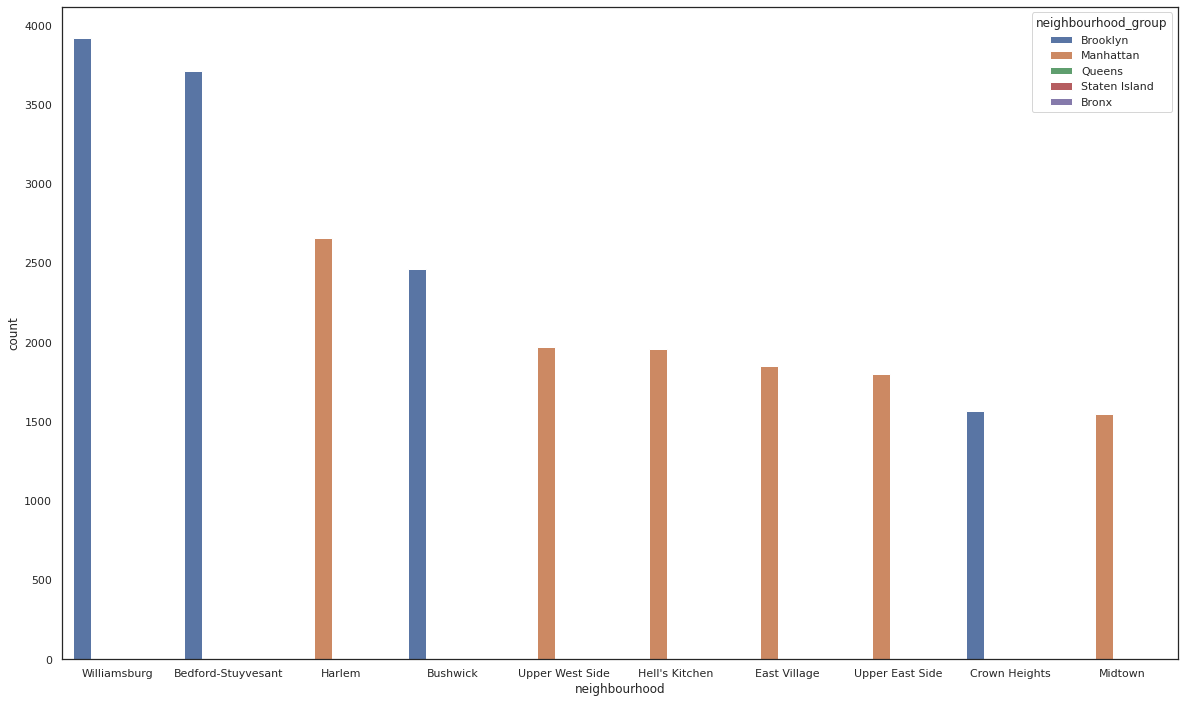 neighbourhood_group
Brooklyn
Manhattan
Queens
Staten Island
Bronx
count
4000
3500
3000
2500
2000
1500
1000
500
0
Williamsburg Bedford-Stuyvesant Harlem Bushwick Upper West Side Hell's Kitchen East Village Upper East Side Crown Heights Midtown
neighbourhood